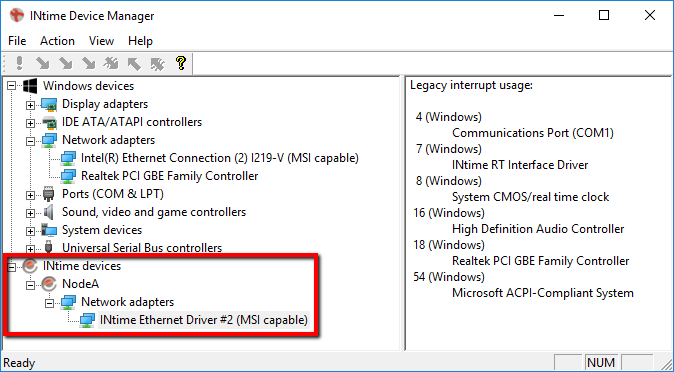 INtime Device Manager
File Action View Help
Windows devices
Display adapters
IDE ATA/ATAPI controllers
Network adapters
Intel(R) Ethernet Connection (2) I219-V (MSI capable)
Realtek PCI GBE Family Controller
Ports (COM & LPT)
Sound, video and game controllers
System devices
Universal Serial Bus controllers
INtime devices
NodeA
Network adapters
INtime Ethernet Driver #2 (MSI capable)
Legacy interrupt usage:
4 (Windows)
Communications Port (COM1)
7 (Windows)
INtime RT Interface Driver
8 (Windows)
System CMOS/real time clock
16 (Windows)
High Definition Audio Controller
18 (Windows)
Realtek PCI GBE Family Controller
54 (Windows)
Microsoft ACPI-Compliant System
Ready
NUM